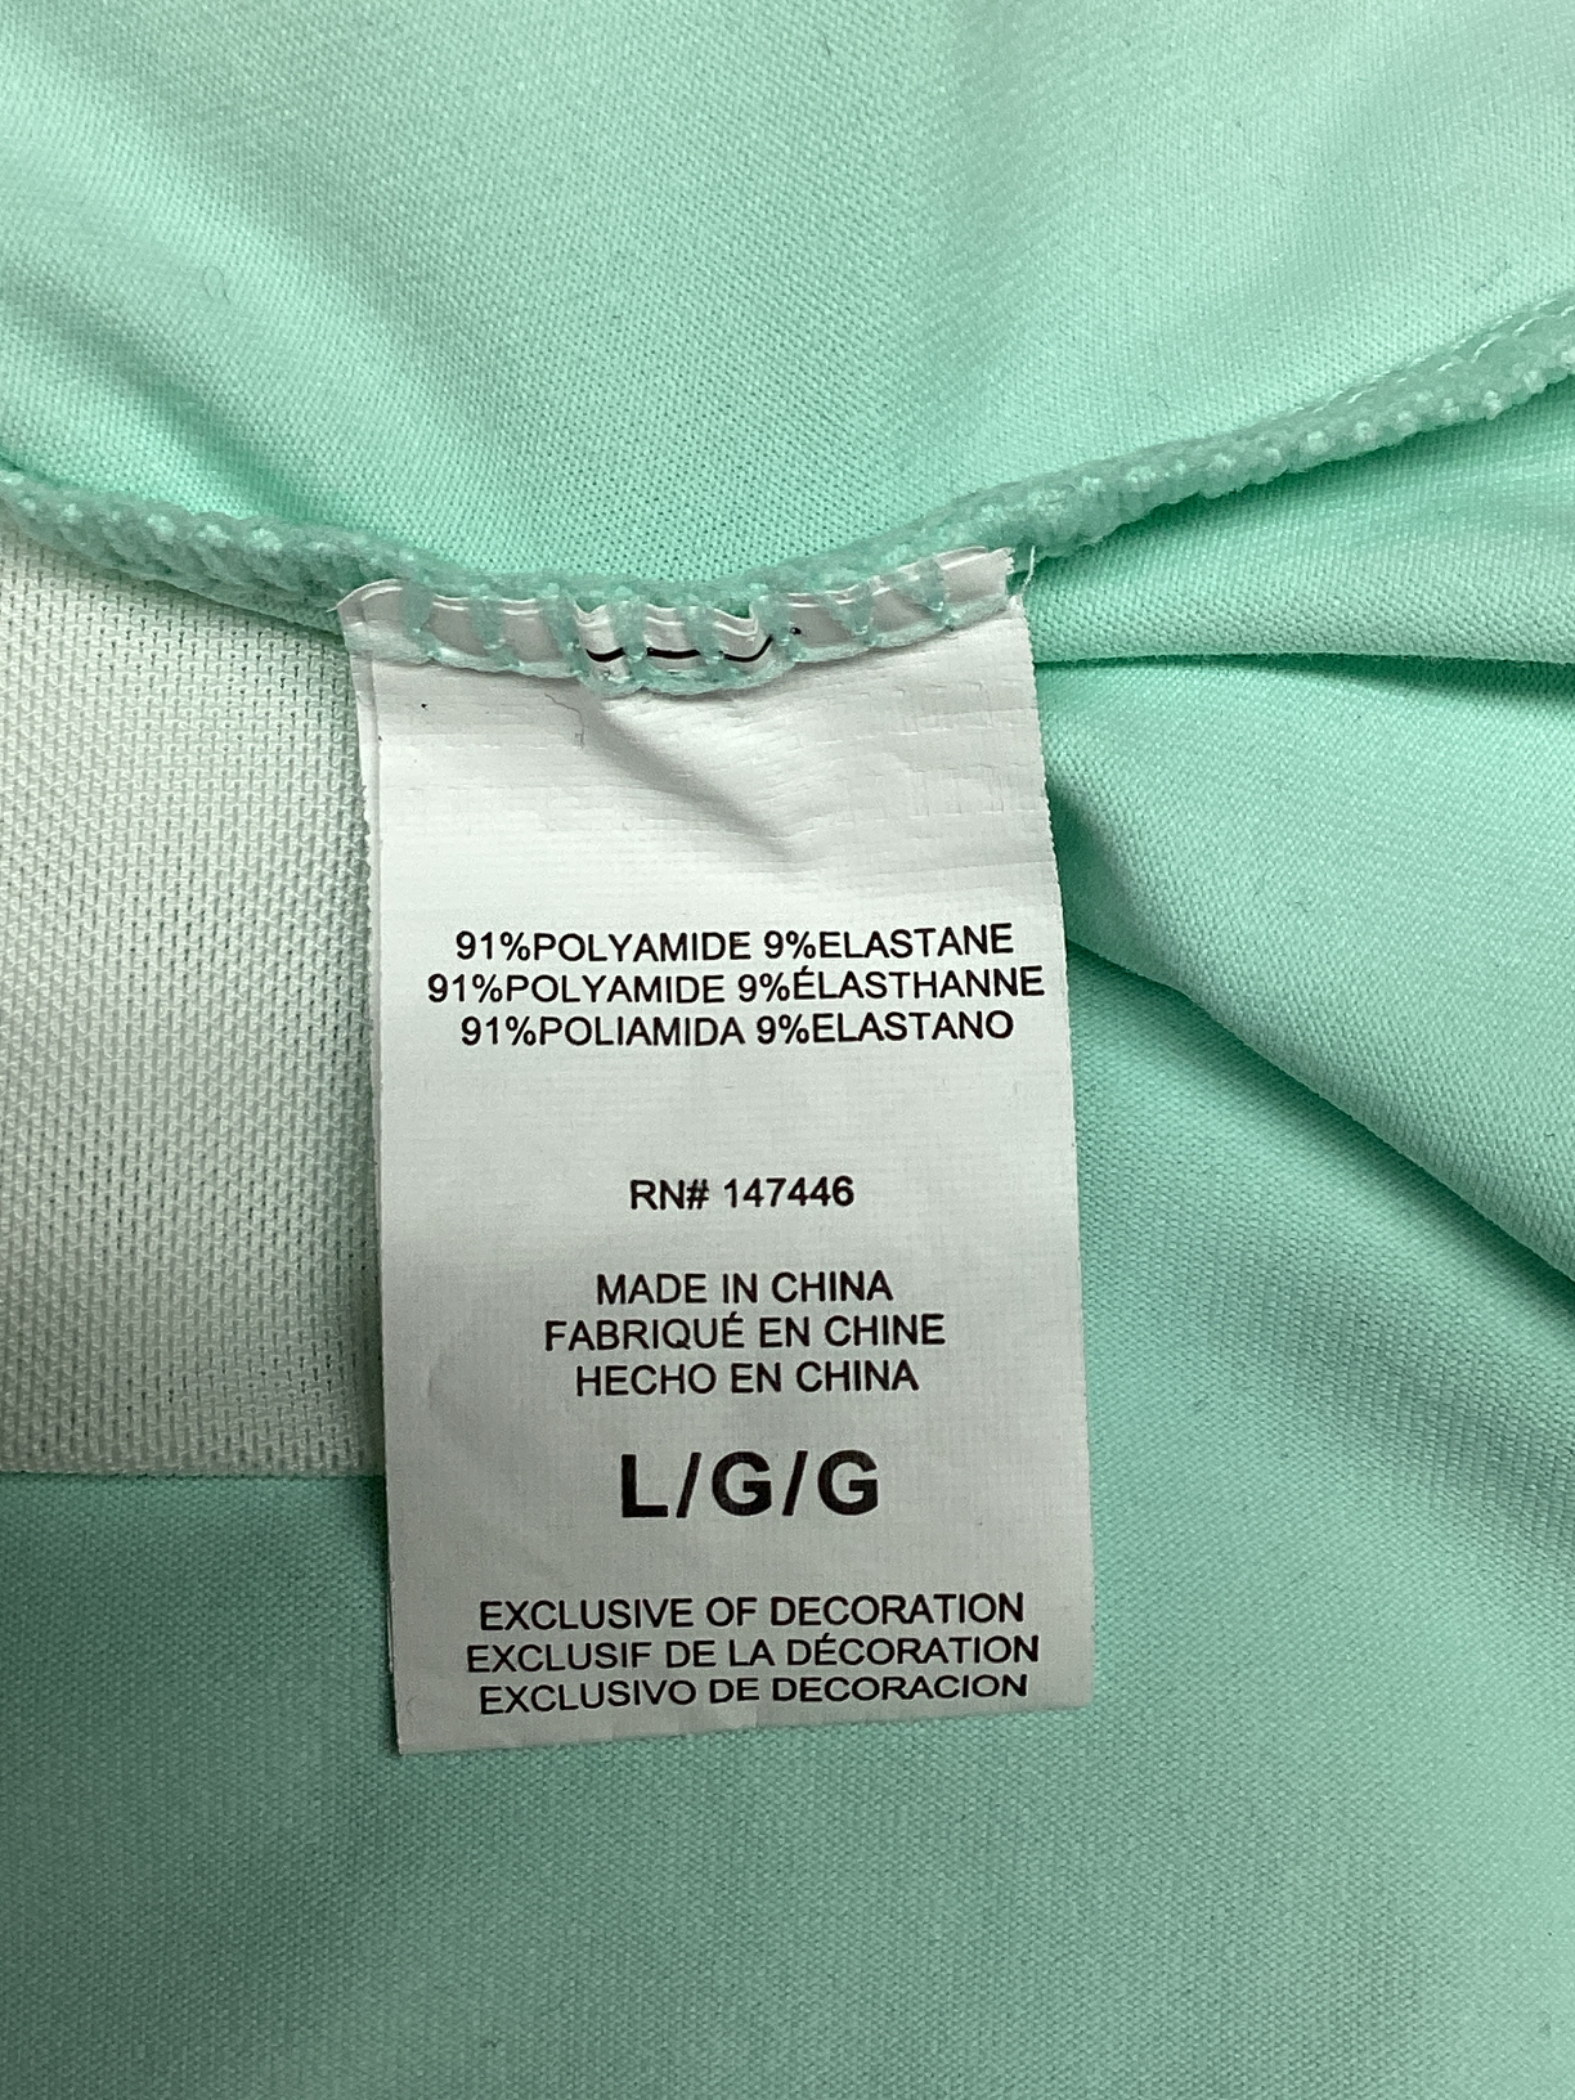 91%POLYAMIDE 9%ELASTANE
91%POLYAMIDE 9%ÉLASTHANNE
91%POLIAMIDA 9%ELASTANO
RN# 147446
MADE IN CHINA
FABRIQUÉ EN CHINE
HECHO EN CHINA
L/G/G
EXCLUSIVE OF DECORATION
EXCLUSIF DE LA DÉCORATION
EXCLUSIVO DE DECORACION